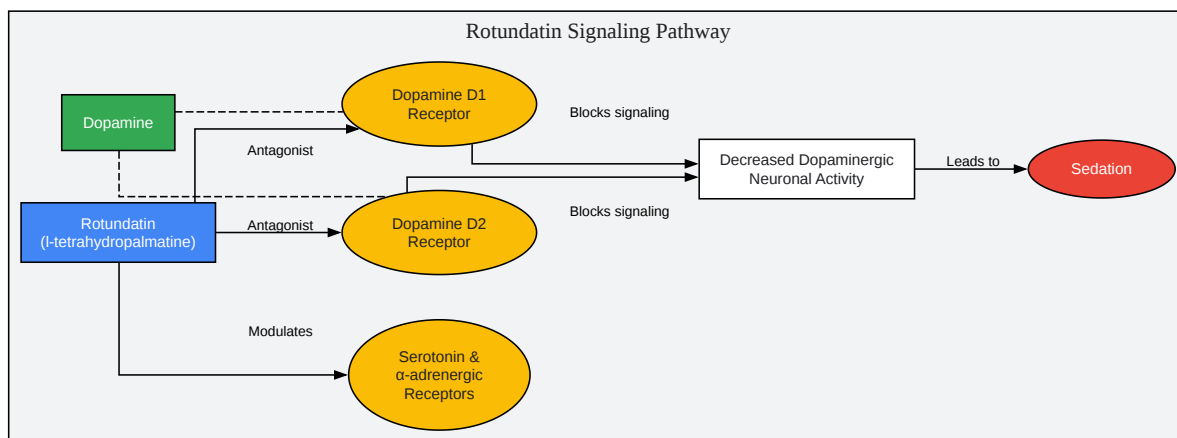 Rotundatin Signaling Pathway
Dopamine
Dopamine D1
Receptor
Blocks signaling
Antagonist
Decreased Dopaminergic
Neuronal Activity
Leads to
Sedation
Rotundatin
(l-tetrahydropalmatine)
Antagonist
Dopamine D2
Receptor
Blocks signaling
Modulates
Serotonin &
α-adrenergic
Receptors